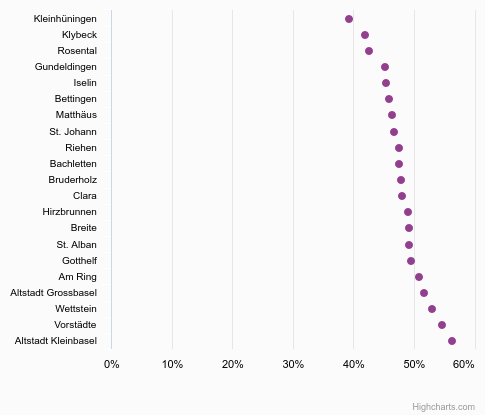 Kleinhüningen
Klybeck
Rosental
Gundeldingen
Iselin
Bettingen
Matthäus
St. Johann
Riehen
Bachletten
Bruderholz
Clara
Hirzbrunnen
Breite
St. Alban
Gotthelf
Am Ring
Altstadt Grossbasel
Wettstein
Vorstädte
Altstadt Kleinbasel
0% 10% 20% 30% 40% 50% 60%
Highcharts.com